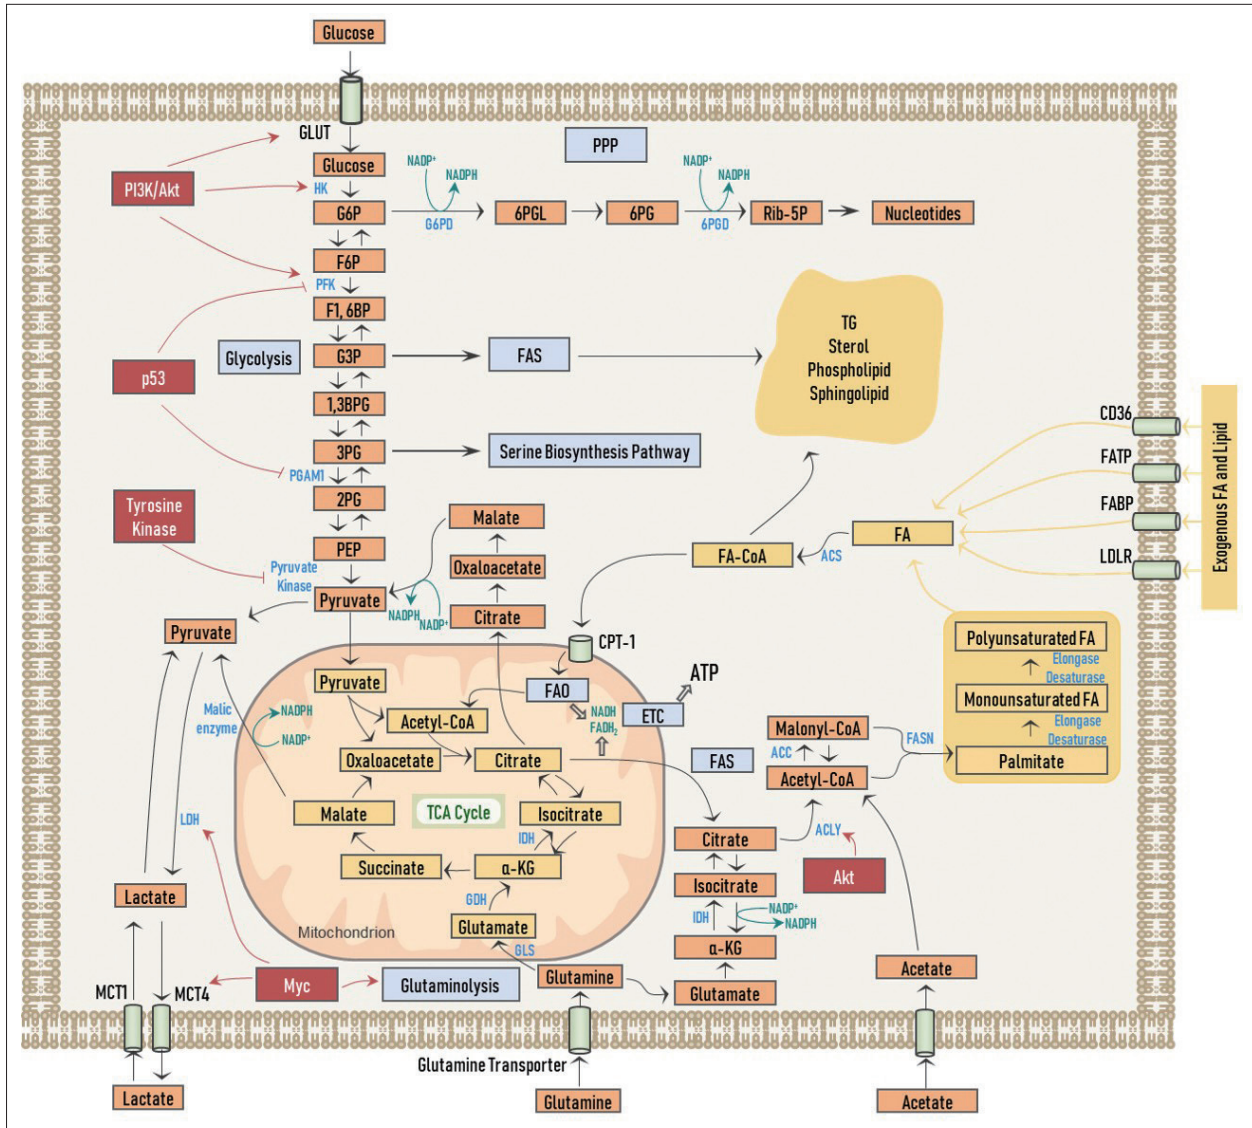 Glucose
GLUT
PPP
Glucose
NADP⁺
NADPH
NADP⁺
NADPH
PI3K/Akt
HK
G6P
G6PD
6PGL
6PG
6PGD
Rib-5P
Nucleotides
F6P
PFK
F1, 6BP
TG
Sterol
Phospholipid
Sphingolipid
Glycolysis
G3P
FAS
p53
1,3BPG
CD36
3PG
Serine Biosynthesis Pathway
FATP
PGAM1
2PG
Tyrosine
Kinase
Malate
FABP
Exogenous FA and Lipid
FA
ACS
PEP
Oxaloacetate
FA-CoA
LDLR
Pyruvate
Kinase
Pyruvate
NADPH
NADP⁺
Citrate
Pyruvate
CPT-1
Polyunsaturated FA
Elongase
Desaturase
Pyruvate
FAO
ATP
Monounsaturated FA
Malic
enzyme
NADPH
NADP⁺
Acetyl-CoA
NADH
FADH₂
ETC
Malonyl-CoA
FASN
Elongase
Desaturase
Oxaloacetate
Citrate
FAS
ACC
Palmitate
Acetyl-CoA
Malate
TCA Cycle
Isocitrate
LDH
IDH
Citrate
ACLY
Succinate
α-KG
Akt
Lactate
GDH
Isocitrate
Glutamate
IDH
NADP⁺
NADPH
Mitochondrion
GLS
α-KG
Myc
Glutaminolysis
Glutamine
Acetate
MCT1
MCT4
Glutamate
Glutamine Transporter
Lactate
Glutamine
Acetate